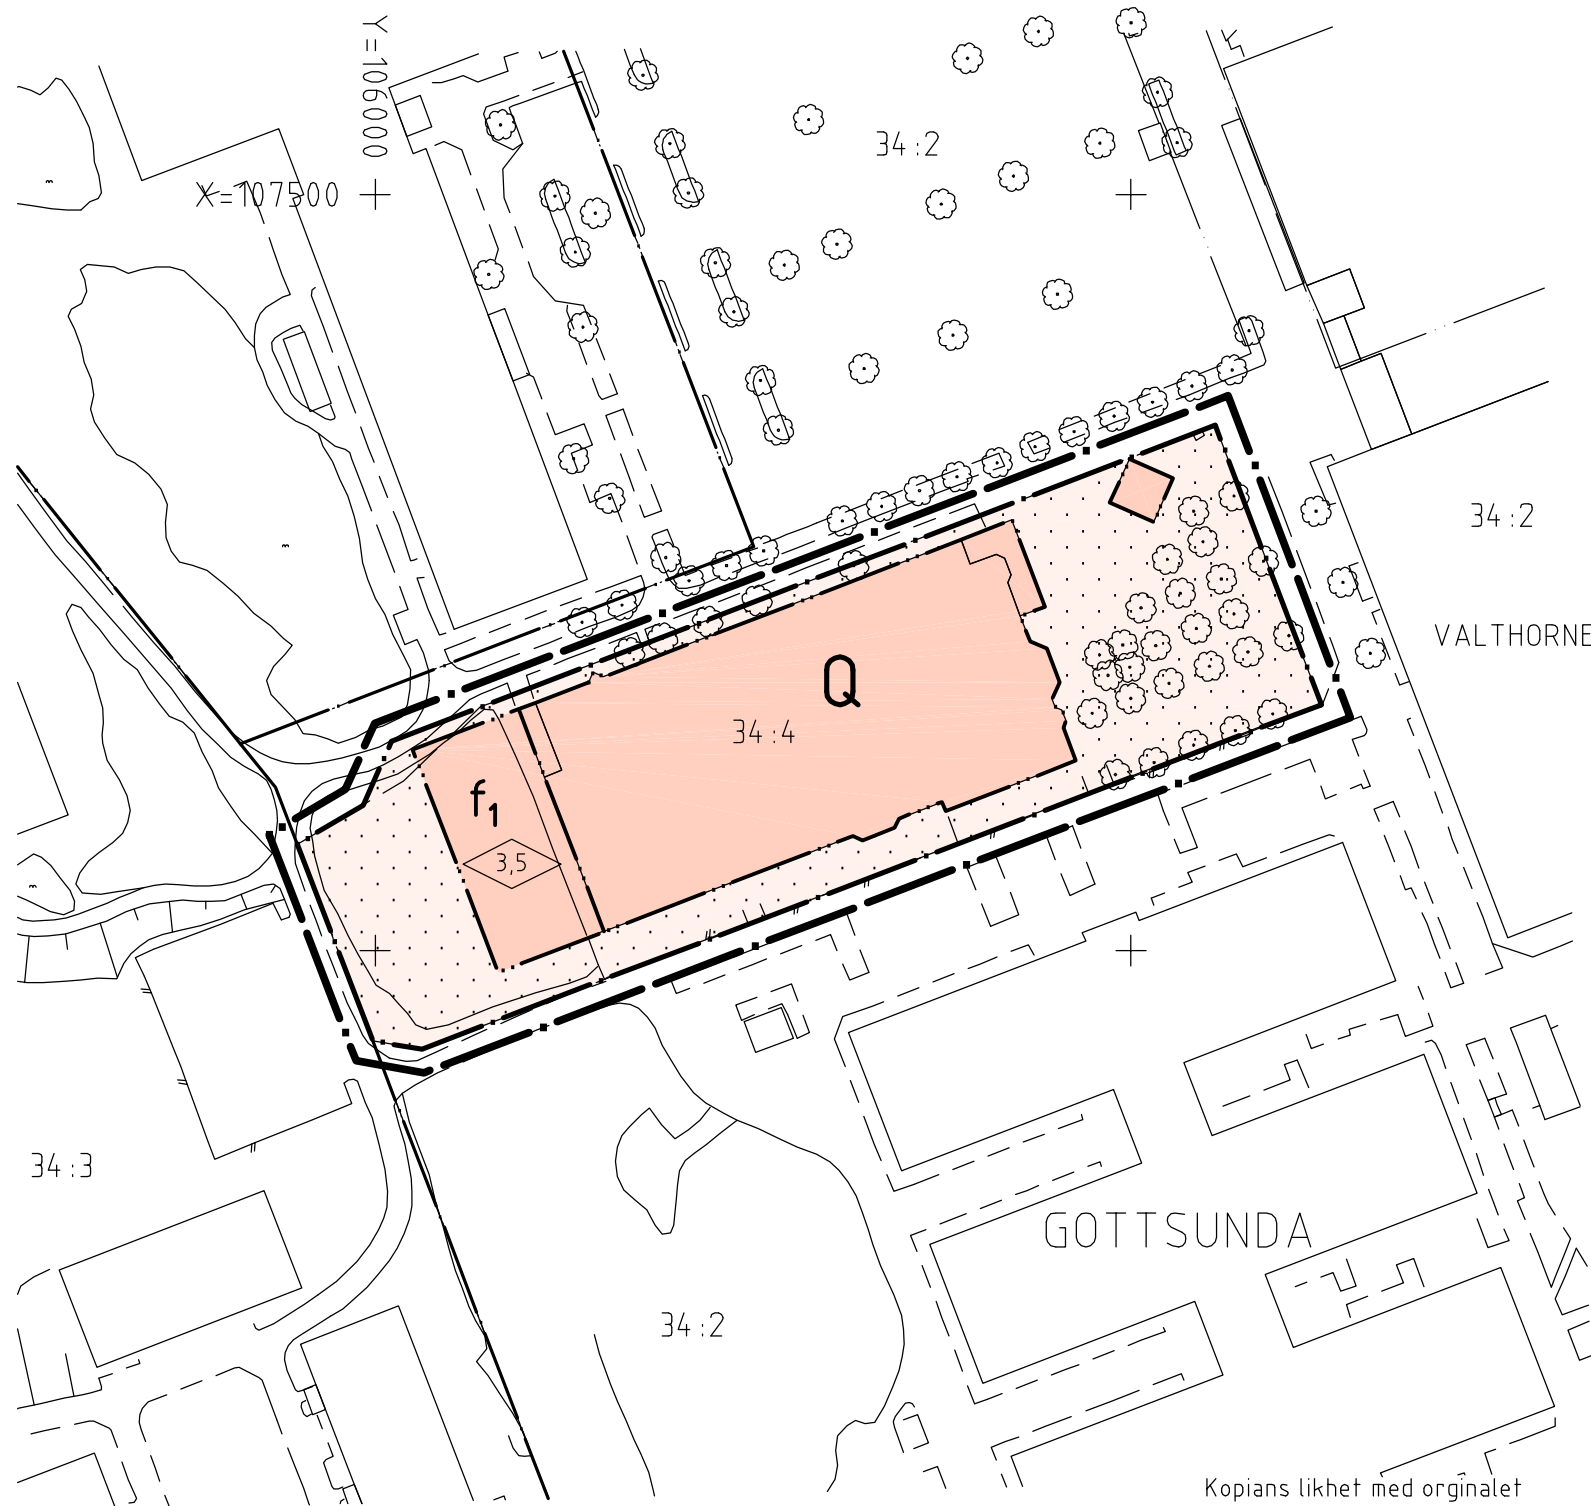 Y=106000
34:2
X=107500
34:2
VALTHORNE
Q
34:4
f1
3,5
34:3
GOTTSUNDA
34:2
Kopians likhet med orginalet